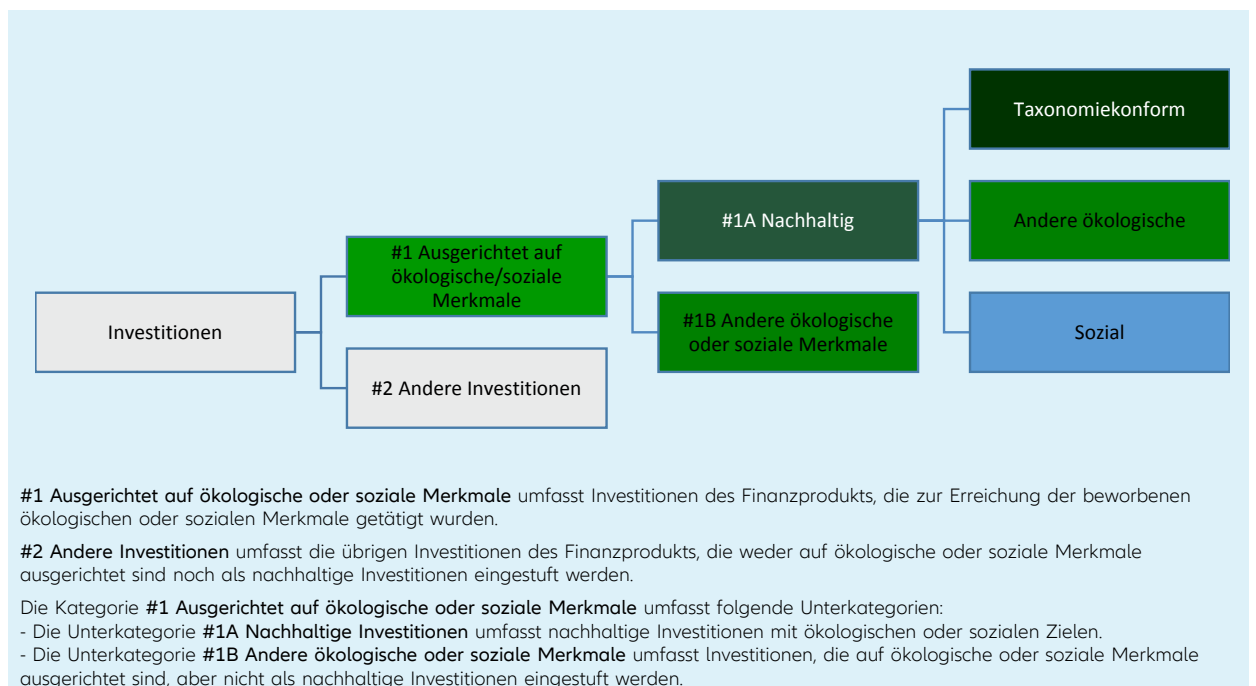 Taxonomiekonform
#1A Nachhaltig
Andere ökologische
#1 Ausgerichtet auf
ökologische/soziale
Merkmale
Investitionen
#1B Andere ökologische
oder soziale Merkmale
Sozial
#2 Andere Investitionen
#1 Ausgerichtet auf ökologische oder soziale Merkmale umfasst Investitionen des Finanzprodukts, die zur Erreichung der beworbenen
ökologischen oder sozialen Merkmale getätigt wurden.
#2 Andere Investitionen umfasst die übrigen Investitionen des Finanzprodukts, die weder auf ökologische oder soziale Merkmale
ausgerichtet sind noch als nachhaltige Investitionen eingestuft werden.
Die Kategorie #1 Ausgerichtet auf ökologische oder soziale Merkmale umfasst folgende Unterkategorien:
- Die Unterkategorie #1A Nachhaltige Investitionen umfasst nachhaltige Investitionen mit ökologischen oder sozialen Zielen.
- Die Unterkategorie #1B Andere ökologische oder soziale Merkmale umfasst Investitionen, die auf ökologische oder soziale Merkmale
ausgerichtet sind, aber nicht als nachhaltige Investitionen eingestuft werden.